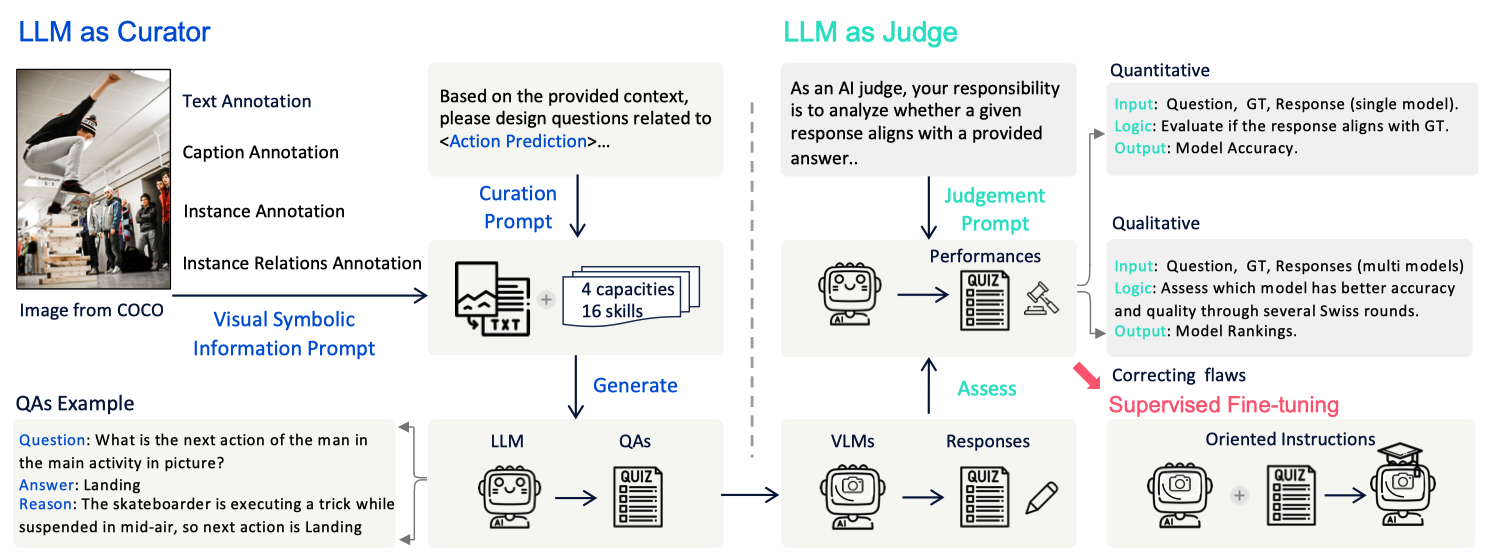 LLM as Curator
Text Annotation
Caption Annotation
Instance Annotation
Instance Relations Annotation
Image from COCO
Visual Symbolic
Information Prompt
Based on the provided context,
please design questions related to
<Action Prediction>...
Curation
Prompt
TXT
4 capacities
16 skills
Generate
QAs Example
Question: What is the next action of the man in
the main activity in picture?
Answer: Landing
Reason: The skateboarder is executing a trick while
suspended in mid-air, so next action is Landing
LLM
QAs
AI
QUIZ
LLM as Judge
As an AI judge, your responsibility
is to analyze whether a given
response aligns with a provided
answer..
Judgement
Prompt
Performances
AI
QUIZ
Assess
VLMs
Responses
AI
QUIZ
Quantitative
Input: Question, GT, Response (single model).
Logic: Evaluate if the response aligns with GT.
Output: Model Accuracy.
Qualitative
Input: Question, GT, Responses (multi models)
Logic: Assess which model has better accuracy
and quality through several Swiss rounds.
Output: Model Rankings.
Correcting flaws
Supervised Fine-tuning
Oriented Instructions
AI
QUIZ
AI